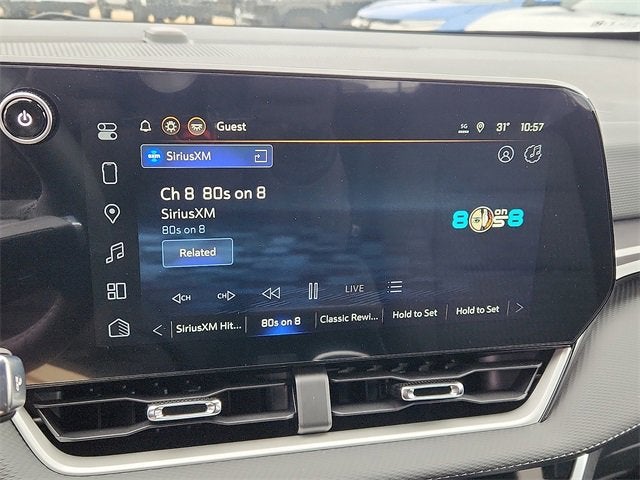 Guest
5G 31° 10:57
SXM SiriusXM
Ch 8 80s on 8
SiriusXM
80s on 8
Related
80s on 8
CH CH LIVE
SiriusXM Hit... 80s on 8 Classic Rewi... Hold to Set Hold to Set